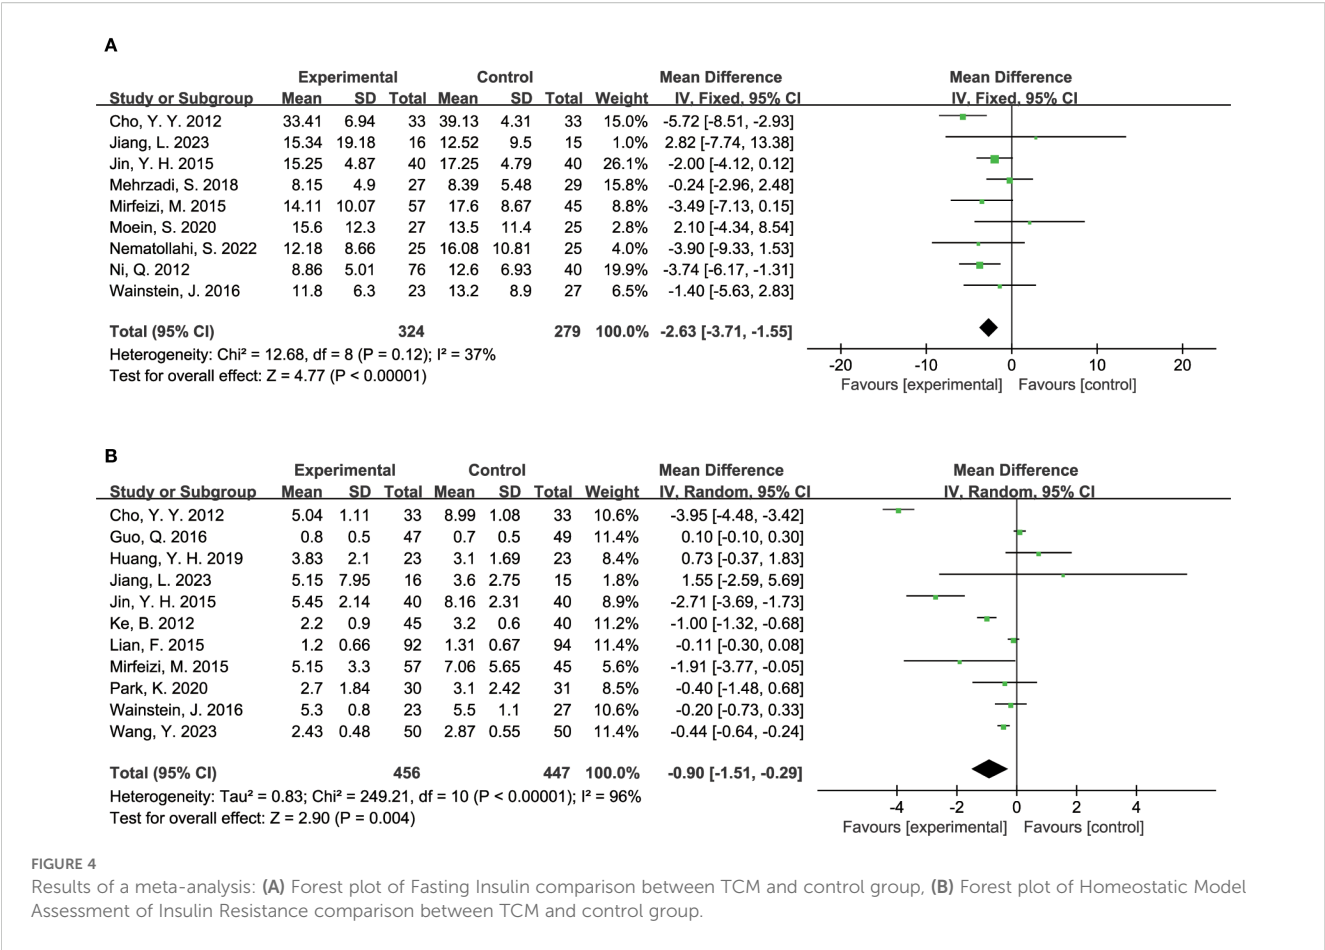 A
Experimental Control Mean Difference Mean Difference
Study or Subgroup Mean SD Total Mean SD Total Weight IV, Fixed, 95% CI IV, Fixed, 95% CI
Cho, Y. Y. 2012 33.41 6.94 33 39.13 4.31 33 15.0% -5.72 [-8.51, -2.93]
Jiang, L. 2023 15.34 19.18 16 12.52 9.5 15 1.0% 2.82 [-7.74, 13.38]
Jin, Y. H. 2015 15.25 4.87 40 17.25 4.79 40 26.1% -2.00 [-4.12, 0.12]
Mehrzadi, S. 2018 8.15 4.9 27 8.39 5.48 29 15.8% -0.24 [-2.96, 2.48]
Mirfeizi, M. 2015 14.11 10.07 57 17.6 8.67 45 8.8% -3.49 [-7.13, 0.15]
Moein, S. 2020 15.6 12.3 27 13.5 11.4 25 2.8% 2.10 [-4.34, 8.54]
Nematollahi, S. 2022 12.18 8.66 25 16.08 10.81 25 4.0% -3.90 [-9.33, 1.53]
Ni, Q. 2012 8.86 5.01 76 12.6 6.93 40 19.9% -3.74 [-6.17, -1.31]
Wainstein, J. 2016 11.8 6.3 23 13.2 8.9 27 6.5% -1.40 [-5.63, 2.83]
Total (95% CI) 324 279 100.0% -2.63 [-3.71, -1.55]
Heterogeneity: Chi² = 12.68, df = 8 (P = 0.12); I² = 37%
Test for overall effect: Z = 4.77 (P < 0.00001)
-20 -10 0 10 20
Favours [experimental] Favours [control]
B
Experimental Control Mean Difference Mean Difference
Study or Subgroup Mean SD Total Mean SD Total Weight IV, Random, 95% CI IV, Random, 95% CI
Cho, Y. Y. 2012 5.04 1.11 33 8.99 1.08 33 10.6% -3.95 [-4.48, -3.42]
Guo, Q. 2016 0.8 0.5 47 0.7 0.5 49 11.4% 0.10 [-0.10, 0.30]
Huang, Y. H. 2019 3.83 2.1 23 3.1 1.69 23 8.4% 0.73 [-0.37, 1.83]
Jiang, L. 2023 5.15 7.95 16 3.6 2.75 15 1.8% 1.55 [-2.59, 5.69]
Jin, Y. H. 2015 5.45 2.14 40 8.16 2.31 40 8.9% -2.71 [-3.69, -1.73]
Ke, B. 2012 2.2 0.9 45 3.2 0.6 40 11.2% -1.00 [-1.32, -0.68]
Lian, F. 2015 1.2 0.66 92 1.31 0.67 94 11.4% -0.11 [-0.30, 0.08]
Mirfeizi, M. 2015 5.15 3.3 57 7.06 5.65 45 5.6% -1.91 [-3.77, -0.05]
Park, K. 2020 2.7 1.84 30 3.1 2.42 31 8.5% -0.40 [-1.48, 0.68]
Wainstein, J. 2016 5.3 0.8 23 5.5 1.1 27 10.6% -0.20 [-0.73, 0.33]
Wang, Y. 2023 2.43 0.48 50 2.87 0.55 50 11.4% -0.44 [-0.64, -0.24]
Total (95% CI) 456 447 100.0% -0.90 [-1.51, -0.29]
Heterogeneity: Tau² = 0.83; Chi² = 249.21, df = 10 (P < 0.00001); I² = 96%
Test for overall effect: Z = 2.90 (P = 0.004)
-4 -2 0 2 4
Favours [experimental] Favours [control]
FIGURE 4
Results of a meta-analysis: (A) Forest plot of Fasting Insulin comparison between TCM and control group, (B) Forest plot of Homeostatic Model
Assessment of Insulin Resistance comparison between TCM and control group.